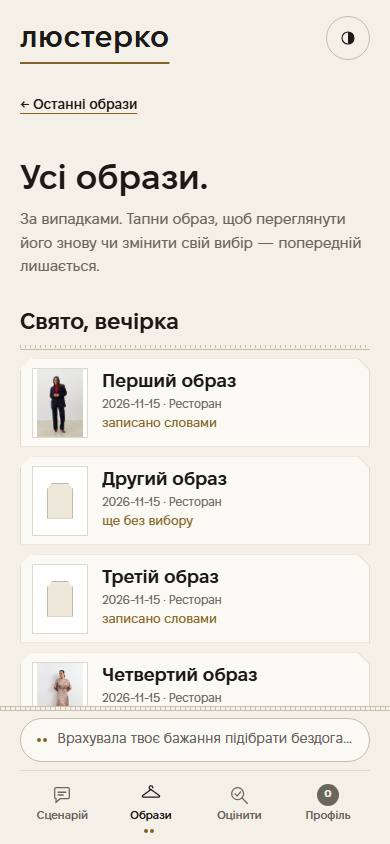 люстерко
← Останні образи
Усі образи.
За випадками. Тапни образ, щоб переглянути
його знову чи змінити свій вибір — попередній
лишається.
Свято, вечірка
Перший образ
2026-11-15 · Ресторан
записано словами
Другий образ
2026-11-15 · Ресторан
ще без вибору
Третій образ
2026-11-15 · Ресторан
записано словами
Четвертий образ
2026-11-15 · Ресторан
Врахувала твоє бажання підібрати бездога...
Сценарій
Образи
Оцінити
О
Профіль